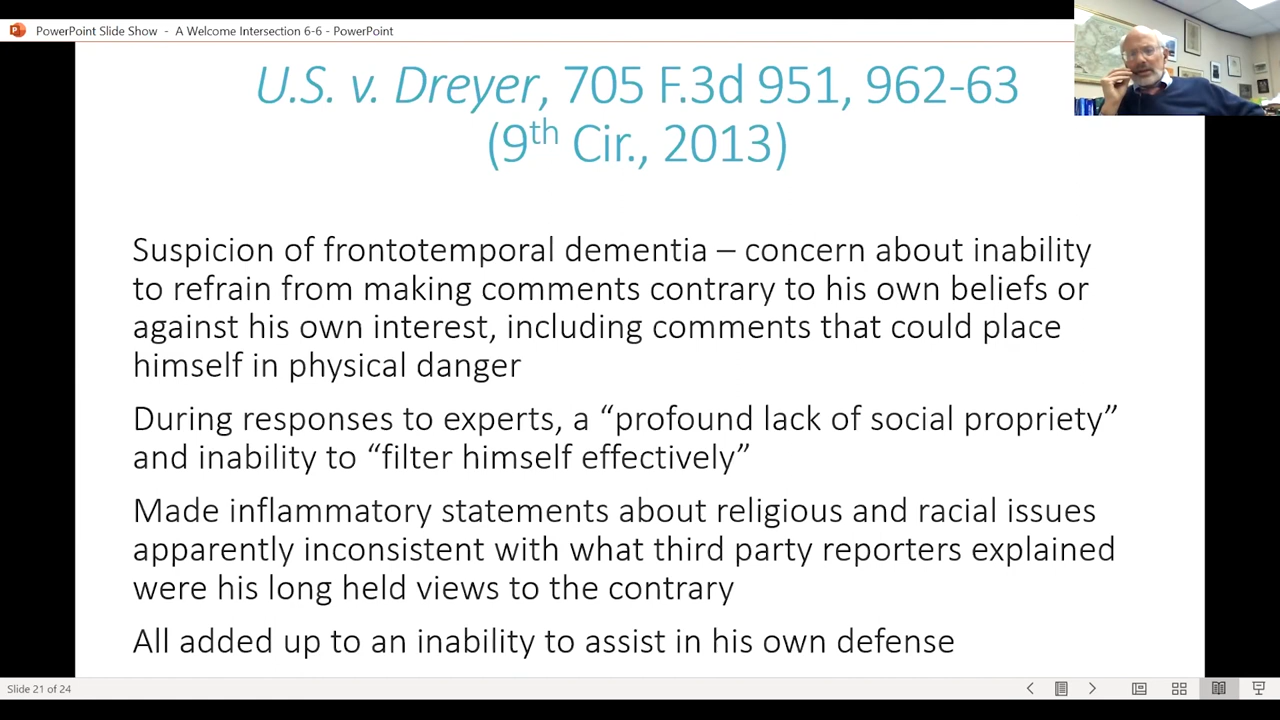 PowerPoint Slide Show - A Welcome Intersection 6-6 - PowerPoint
U.S. v. Dreyer, 705 F.3d 951, 962-63
(9th Cir., 2013)
Suspicion of frontotemporal dementia – concern about inability
to refrain from making comments contrary to his own beliefs or
against his own interest, including comments that could place
himself in physical danger
During responses to experts, a “profound lack of social propriety”
and inability to “filter himself effectively”
Made inflammatory statements about religious and racial issues
apparently inconsistent with what third party reporters explained
were his long held views to the contrary
All added up to an inability to assist in his own defense
Slide 21 of 24